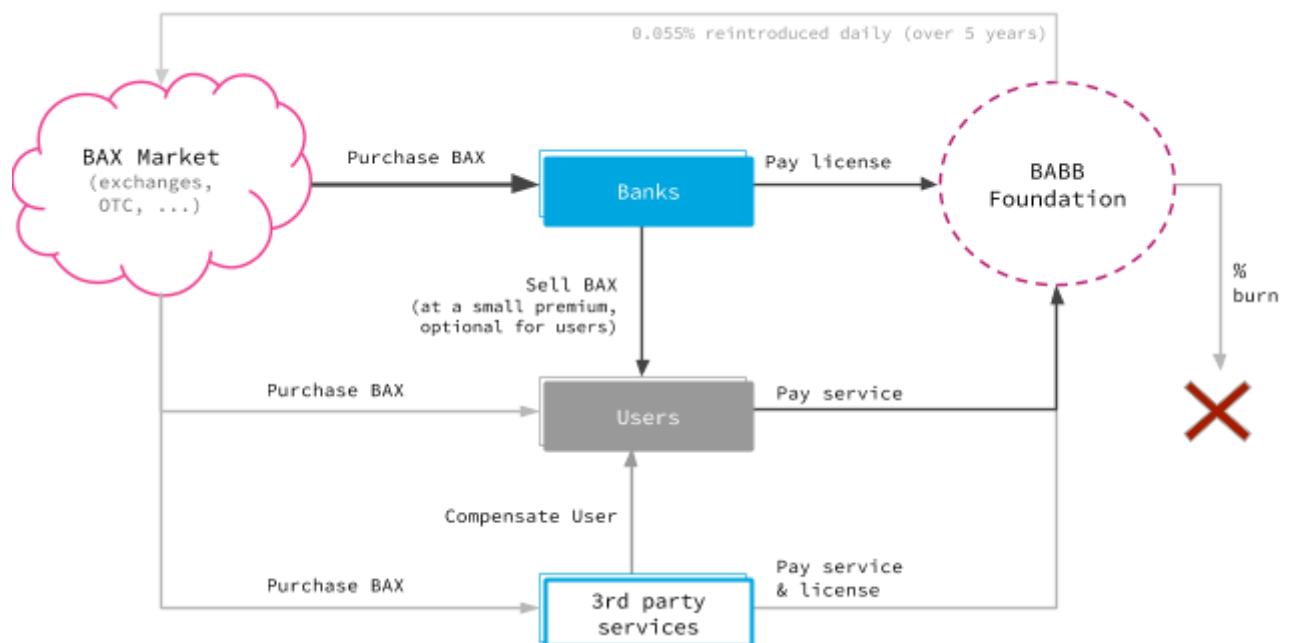 0.055% reintroduced daily (over 5 years)
BAX Market
(exchanges,
OTC, ...)
Purchase BAX
Banks
Pay license
BABB
Foundation
%
burn
Sell BAX
(at a small premium,
optional for users)
Purchase BAX
Users
Pay service
Compensate User
Purchase BAX
3rd party
services
Pay service
& license